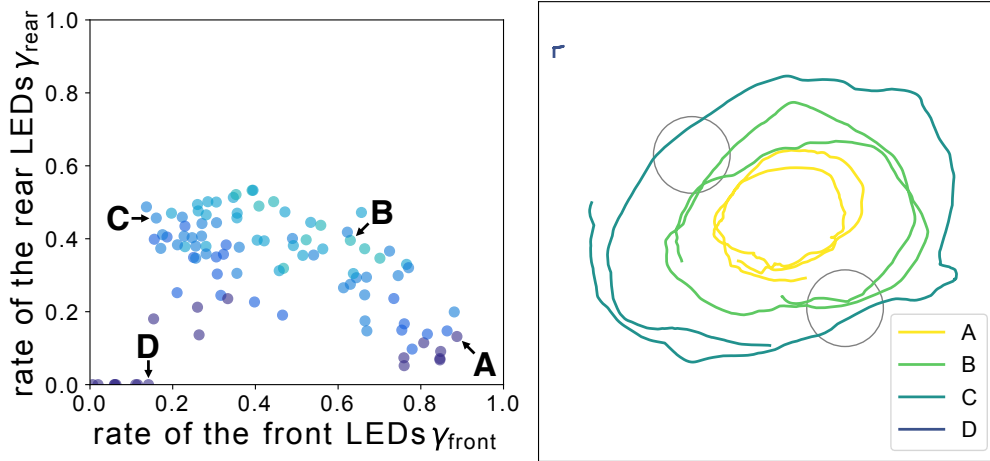 1.0
0.8
0.6
0.4
0.2
0.0
0.0 0.2 0.4 0.6 0.8 1.0
rate of the rear LEDs γrear
rate of the front LEDs γfront
C
B
D
A
A
B
C
D